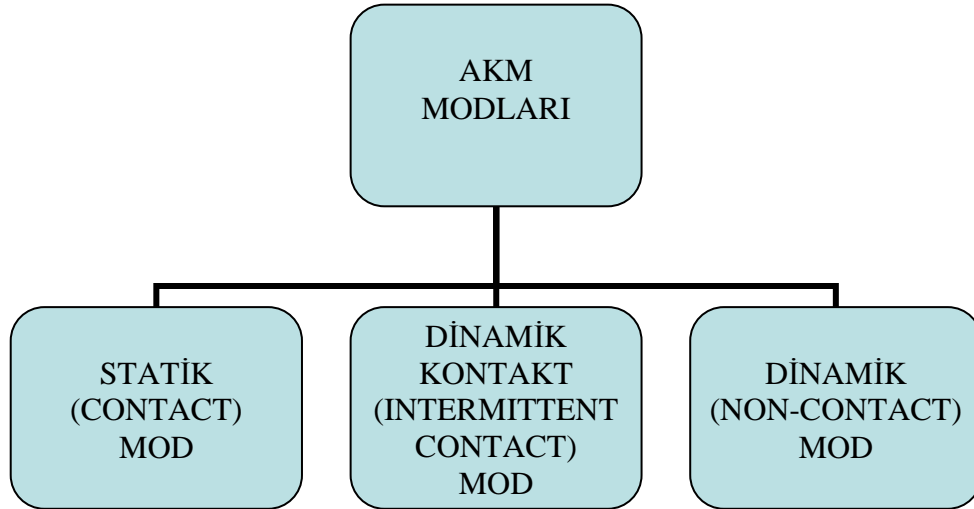 AKM
MODLARI
STATİK
(CONTACT)
MOD
DİNAMİK
KONTAKT
(INTERMITTENT
CONTACT)
MOD
DİNAMİK
(NON-CONTACT)
MOD